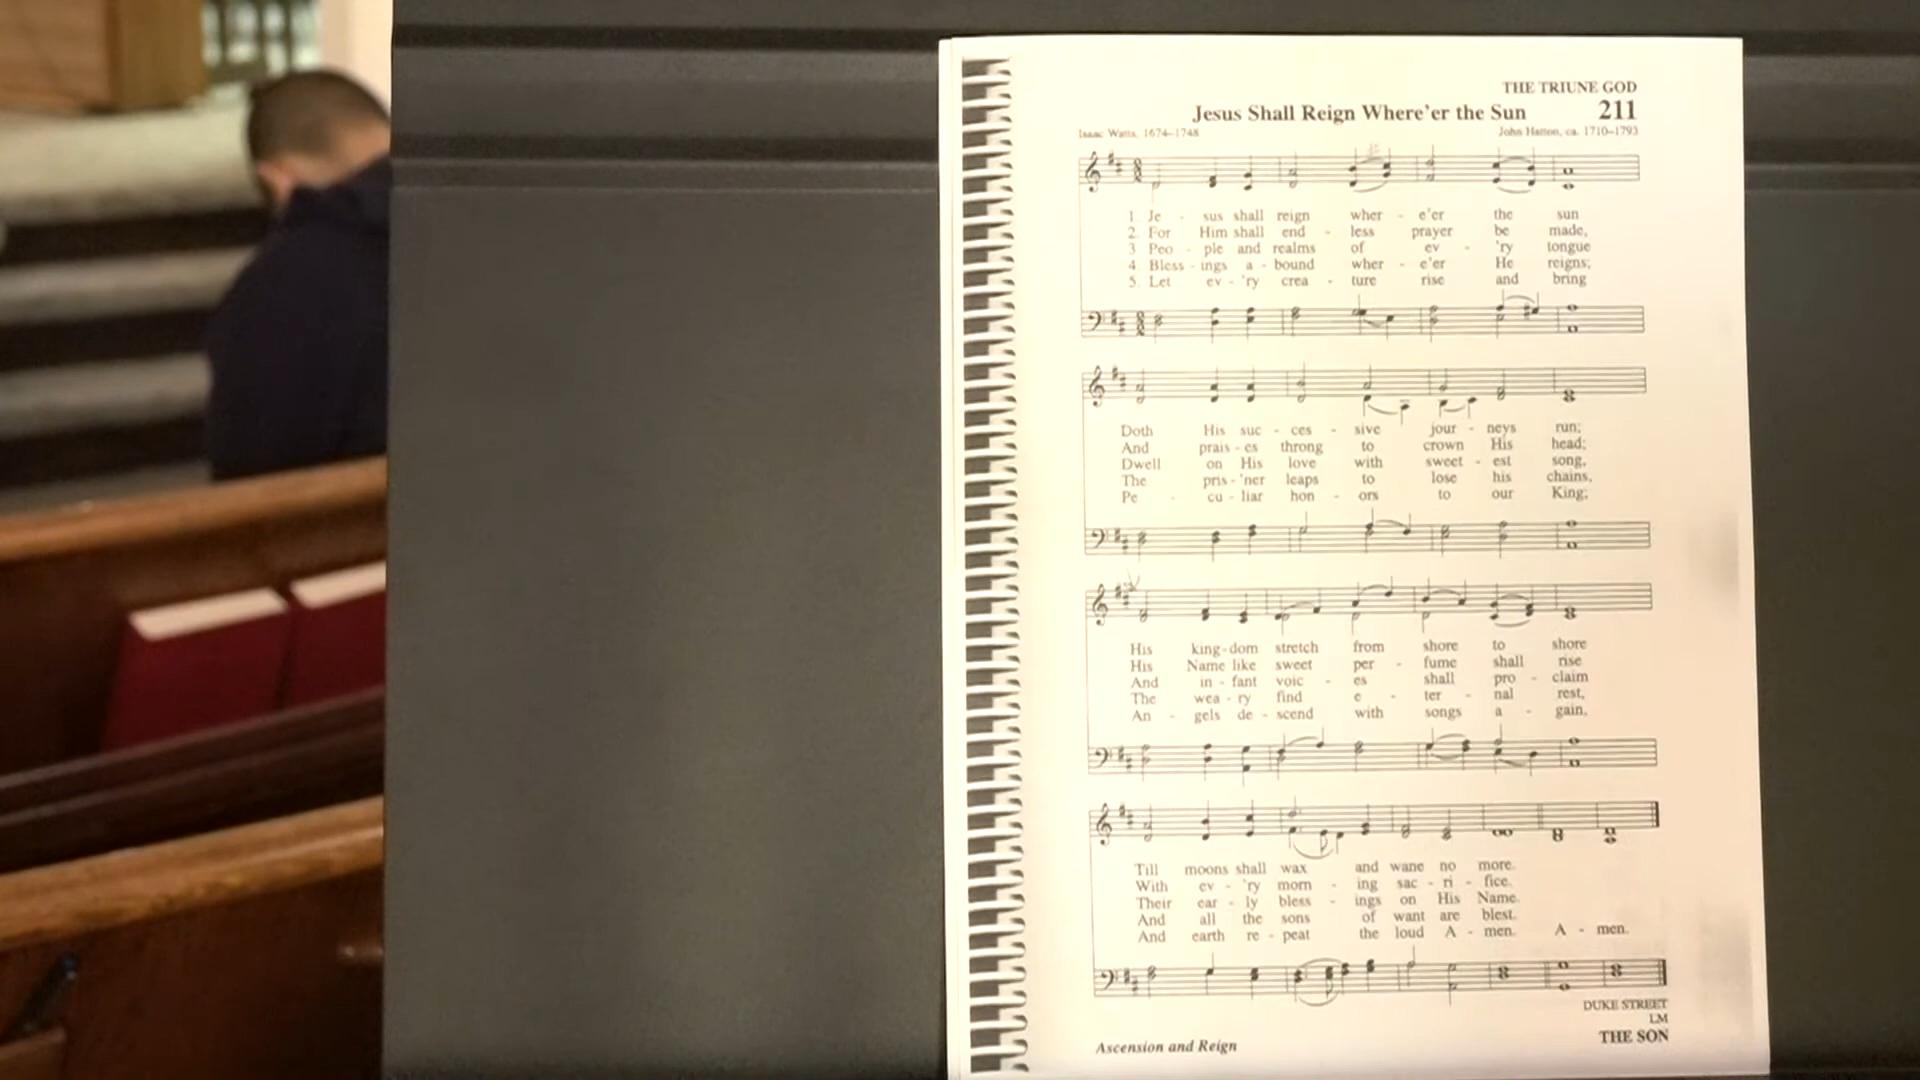 THE TRIUNE GOD
Jesus Shall Reign Where'er the Sun 211
Isaac Watts, 1674–1748 John Hatton, ca. 1710–1793
1. Je - sus shall reign wher - e'er the sun
2. For Him shall end - less prayer be made,
3 Peo - ple and realms of ev - 'ry tongue
4 Bless - ings a - bound wher - e'er He reigns;
5. Let ev - 'ry crea - ture rise and bring
Doth His suc - ces - sive jour - neys run;
And prais - es throng to crown His head;
Dwell on His love with sweet - est song,
The pris - 'ner leaps to lose his chains,
Pe - cu - liar hon - ors to our King;
His king - dom stretch from shore to shore
His Name like sweet per - fume shall rise
And in - fant voic - es shall pro - claim
The wea - ry find e - ter - nal rest,
An - gels de - scend with songs a - gain,
Till moons shall wax and wane no more.
With ev - 'ry morn - ing sac - ri - fice.
Their ear - ly bless - ings on His Name.
And all the sons of want are blest.
And earth re - peat the loud A - men. A - men.
DUKE STREET
LM
THE SON
Ascension and Reign